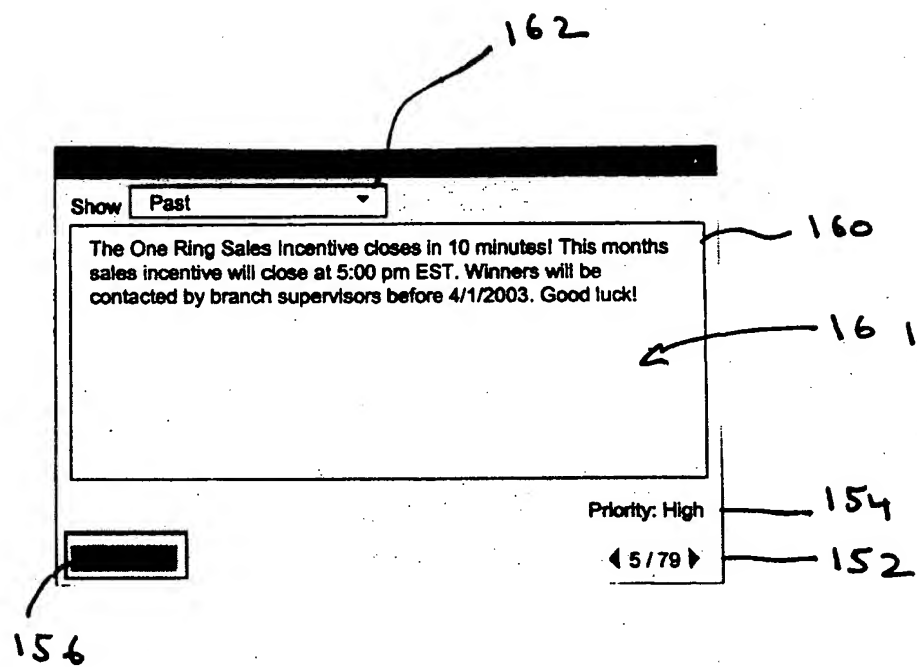 162
Show Past
160
The One Ring Sales Incentive closes in 10 minutes! This months
sales incentive will close at 5:00 pm EST. Winners will be
contacted by branch supervisors before 4/1/2003. Good luck!
161
Priority: High
154
5 / 79
152
156